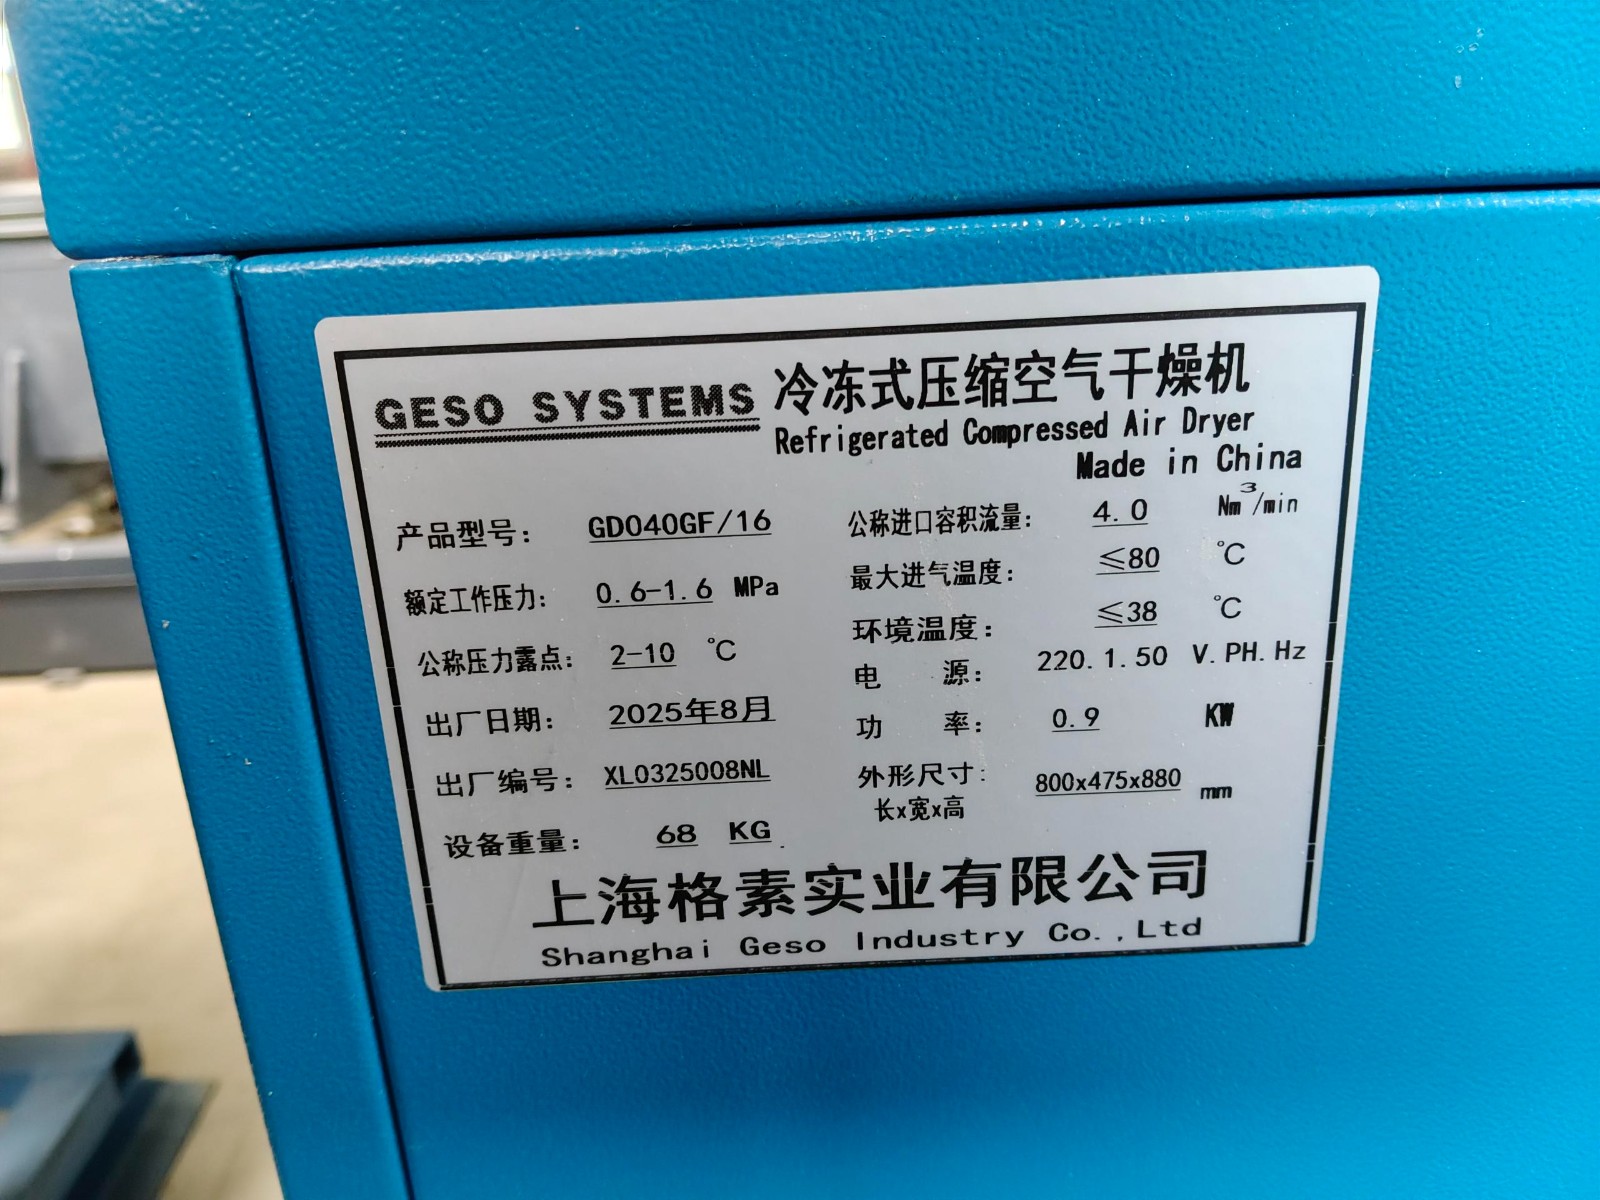 GESO SYSTEMS 冷冻式压缩空气干燥机
Refrigerated Compressed Air Dryer
Made in China
产品型号: GD040GF/16
额定工作压力: 0.6-1.6 MPa
公称压力露点: 2-10 ℃
出厂日期: 2025年8月
出厂编号: XL0325008NL
设备重量: 68 KG
公称进口容积流量: 4.0 Nm³/min
最大进气温度: ≤80 ℃
环境温度: ≤38 ℃
电 源: 220.1.50 V.PH.Hz
功 率: 0.9 KW
外形尺寸: 800x475x880 mm
长x宽x高
上海格素实业有限公司
Shanghai Geso Industry Co.,Ltd